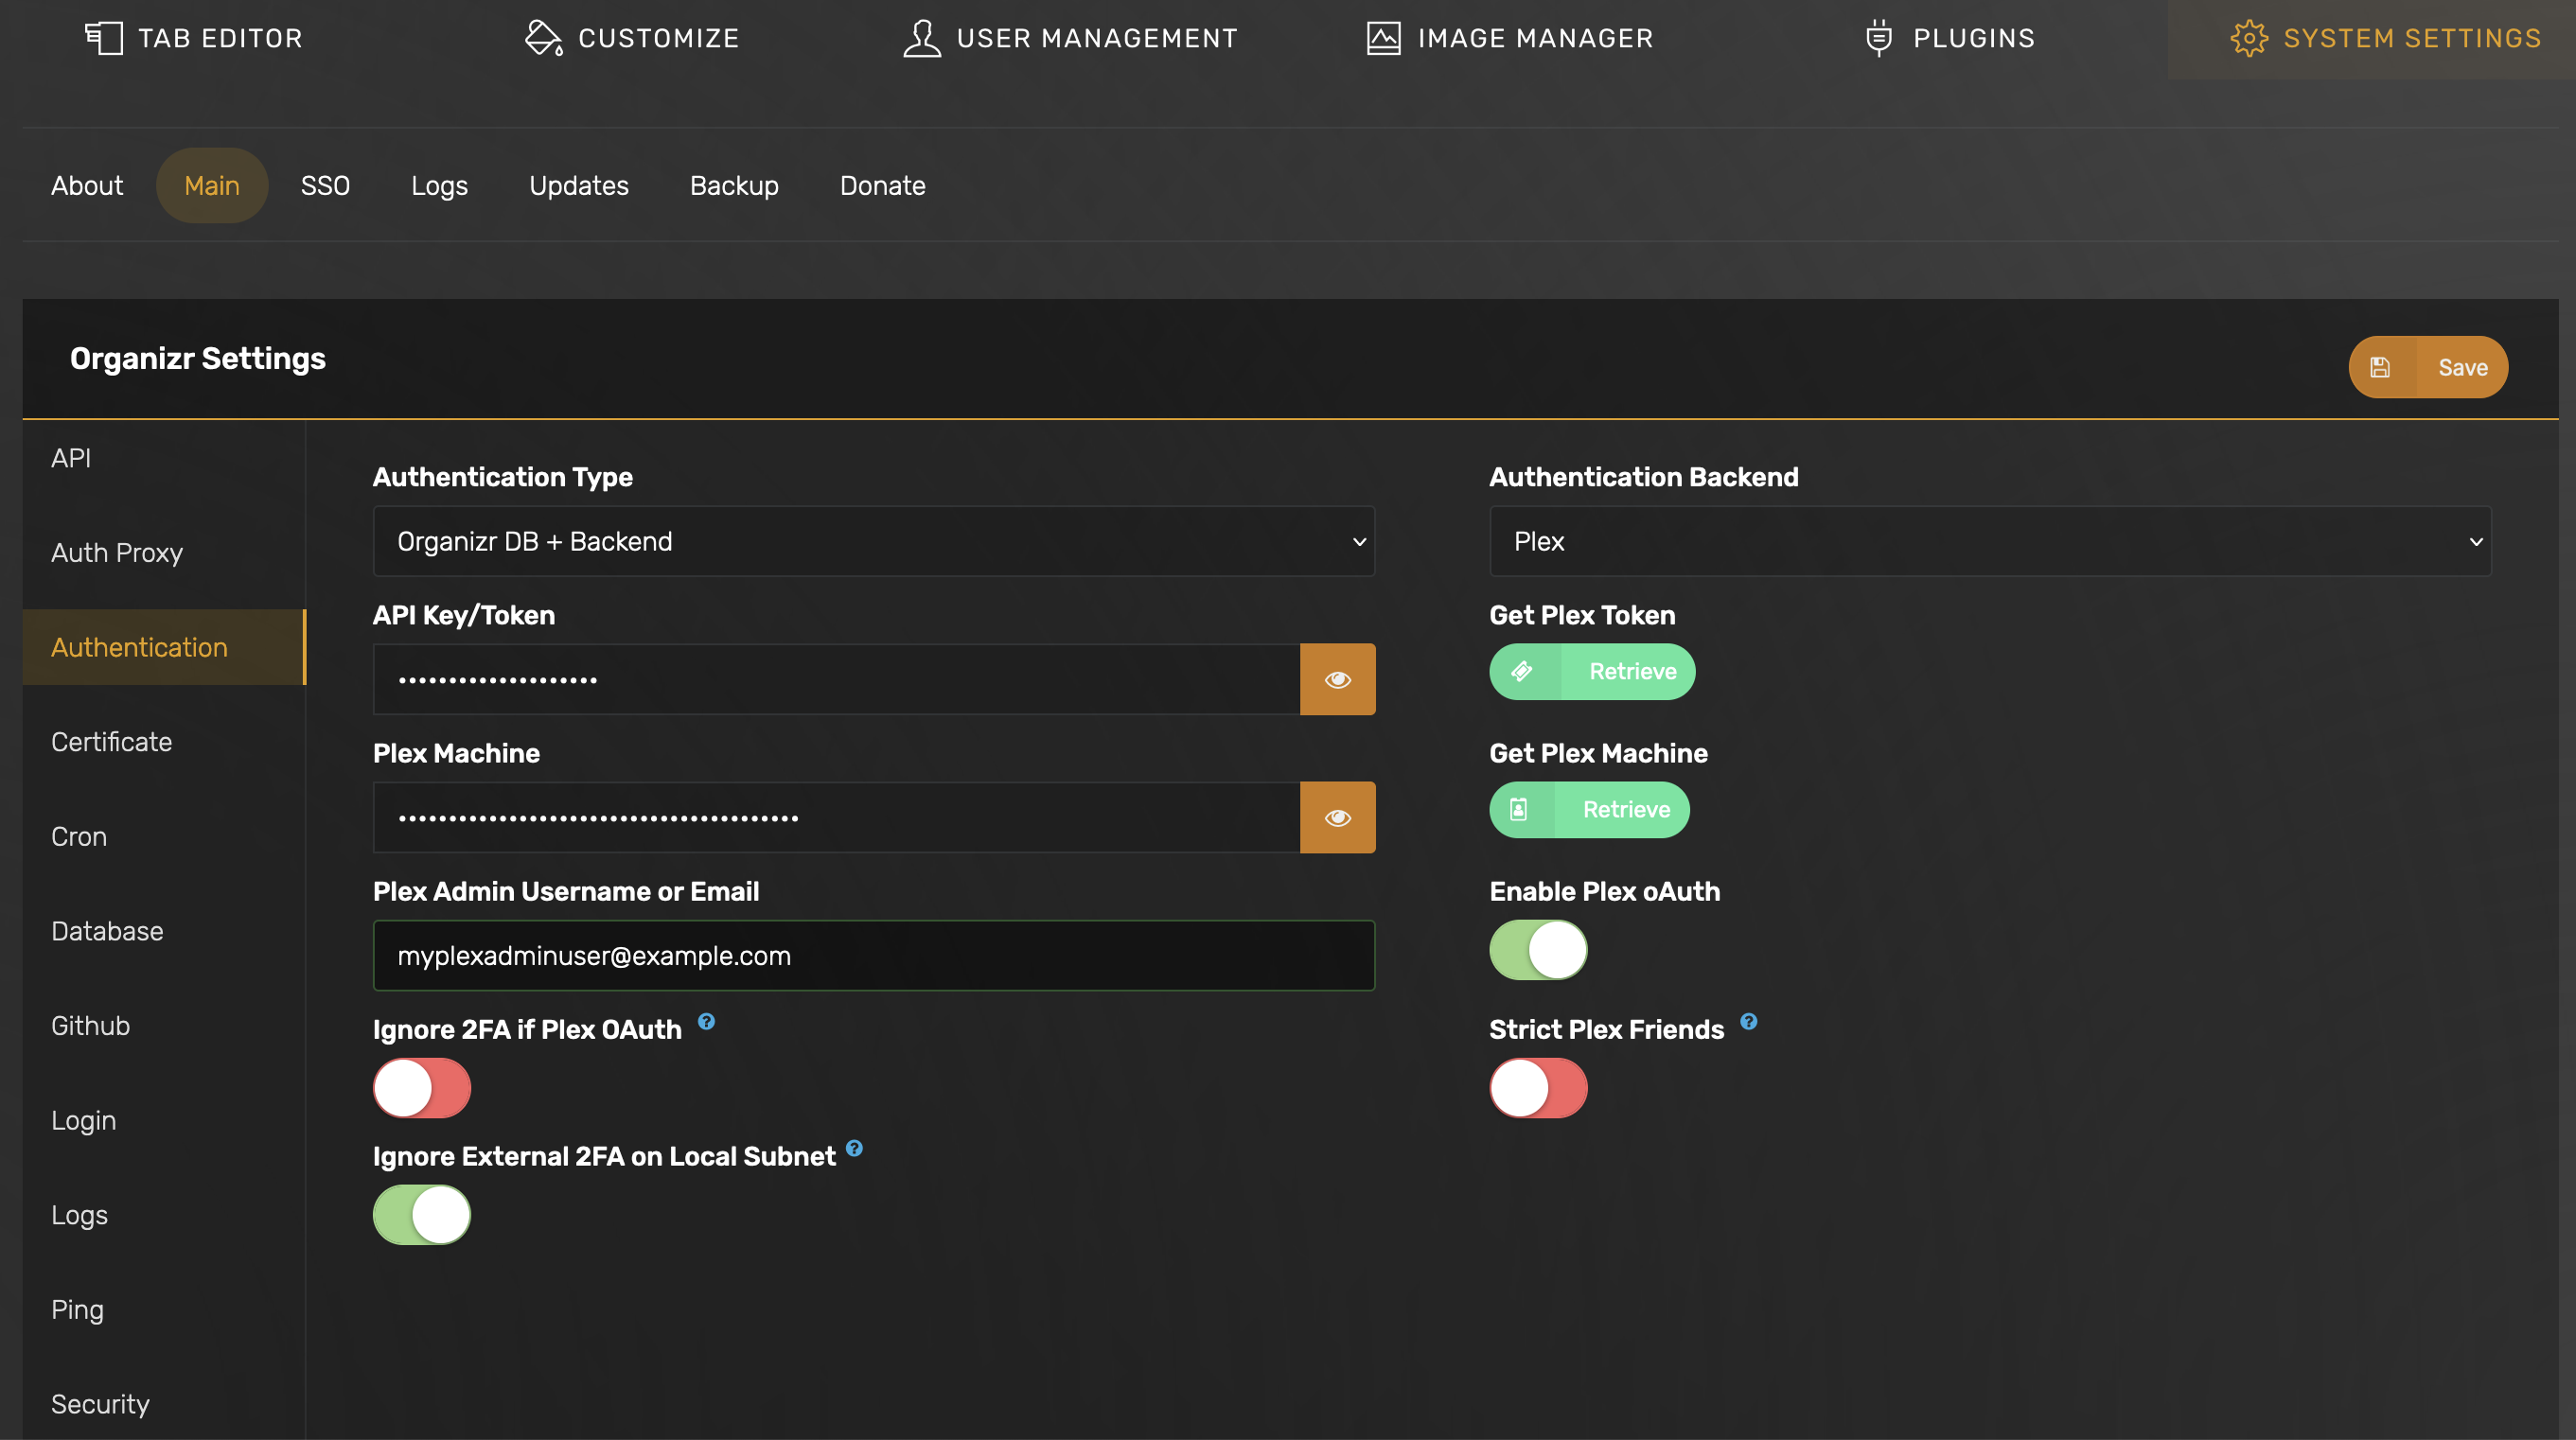 TAB EDITOR
CUSTOMIZE
USER MANAGEMENT
IMAGE MANAGER
PLUGINS
SYSTEM SETTINGS
About
Main
SSO
Logs
Updates
Backup
Donate
Organizr Settings
Save
API
Auth Proxy
Authentication
Certificate
Cron
Database
Github
Login
Logs
Ping
Security
Authentication Type
Organizr DB + Backend
Authentication Backend
Plex
API Key/Token
••••••••••••••••••••
Get Plex Token
Retrieve
Plex Machine
••••••••••••••••••••••••••••••••••••••••
Get Plex Machine
Retrieve
Plex Admin Username or Email
myplexadminuser@example.com
Enable Plex oAuth
Ignore 2FA if Plex OAuth
Strict Plex Friends
Ignore External 2FA on Local Subnet